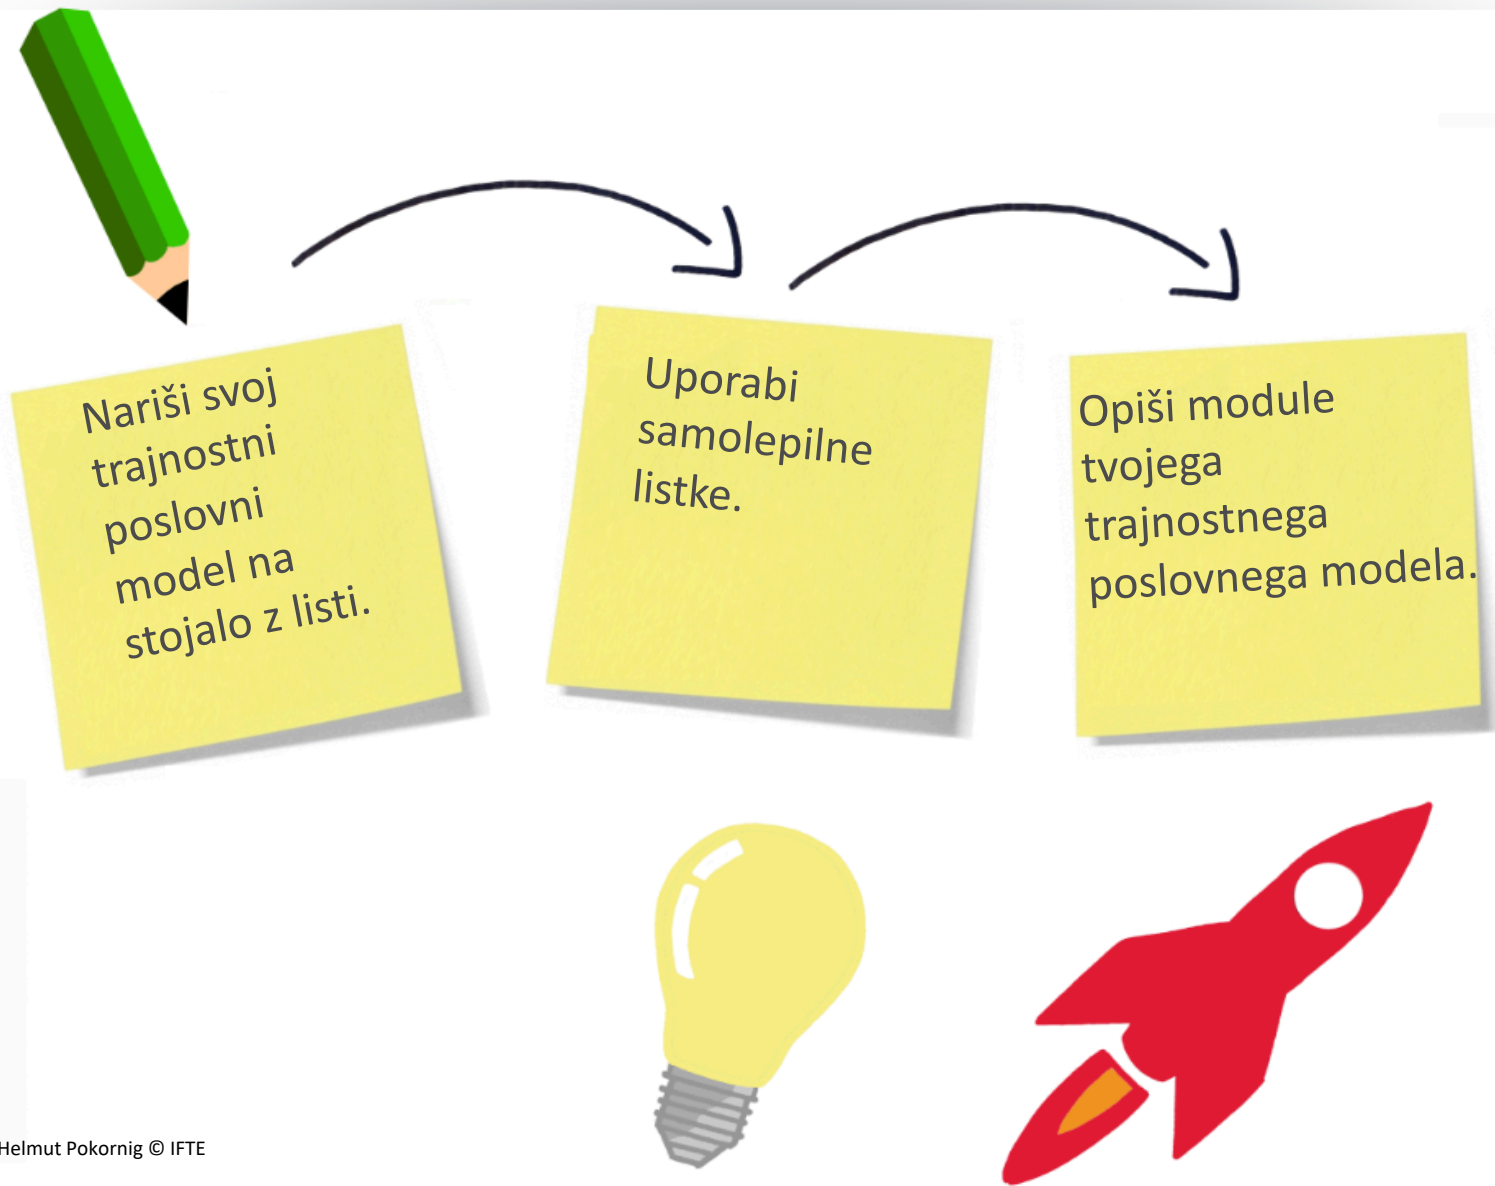 Nariši svoj
trajnostni
poslovni
model na
stojalo z listi.
Uporabi
samolepilne
listke.
Opiši module
tvojega
trajnostnega
poslovnega modela.
Helmut Pokornig © IFTE